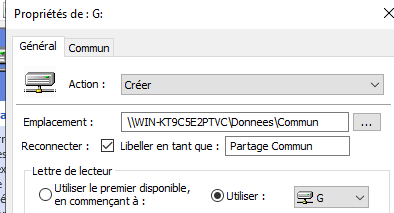 Propriétés de : G:
Général
Commun
Action :
Créer
Emplacement :
\\WIN-KT9C5E2PTVC\Donnees\Commun
...
Reconnecter :
Libeller en tant que :
Partage Commun
Lettre de lecteur
Utiliser le premier disponible,
en commençant à :
Utiliser :
G